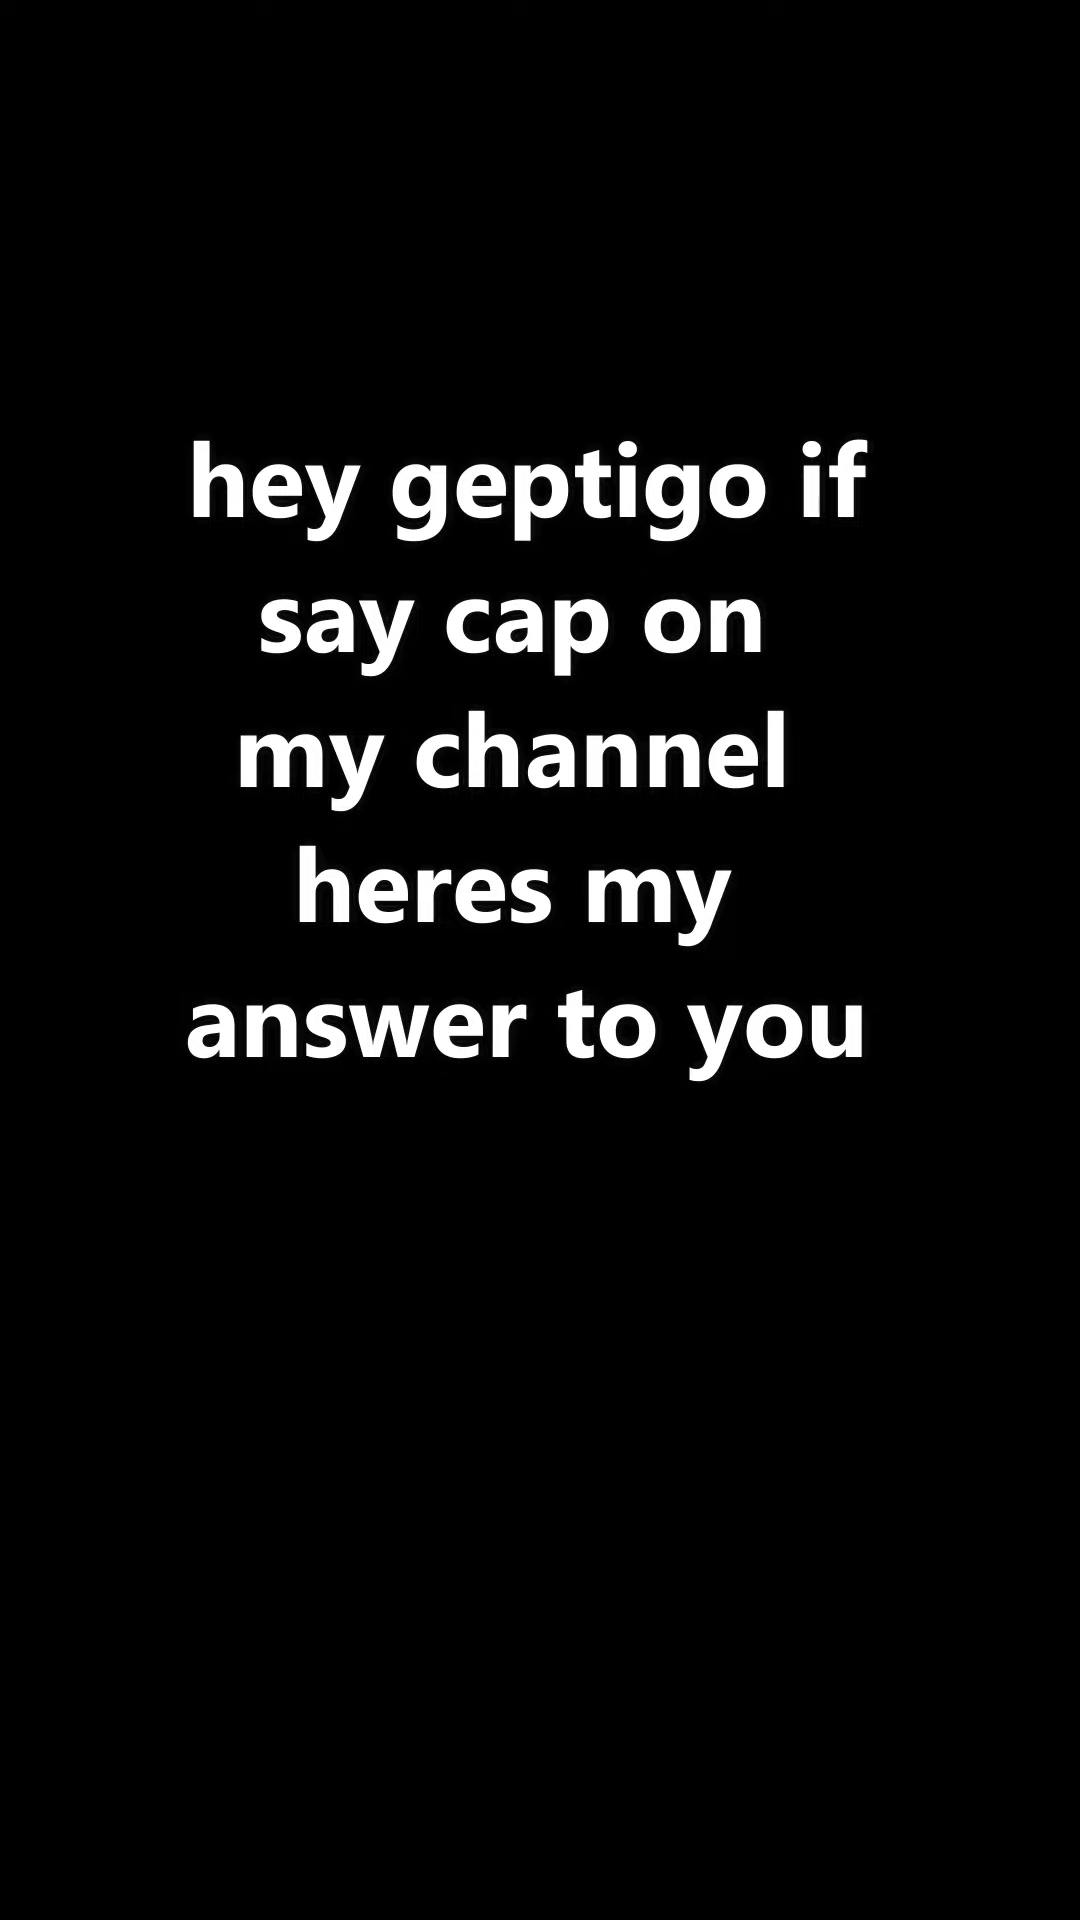 hey geptigo if
say cap on
my channel
heres my
answer to you